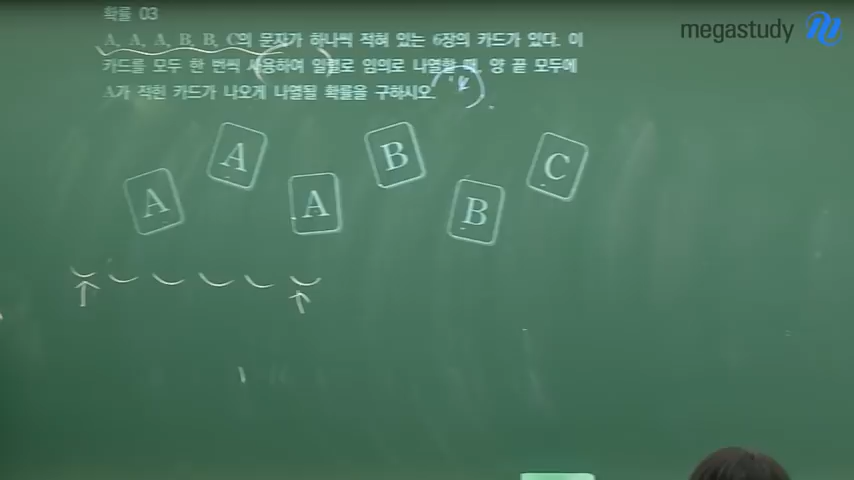 확률 03
megastudy
A, A, A, B, B, C의 문자가 하나씩 적혀 있는 6장의 카드가 있다. 이
카드를 모두 한 번씩 사용하여 일렬로 임의로 나열할 때, 양 끝 모두에
A가 적힌 카드가 나오게 나열될 확률을 구하시오.
A A A B B C